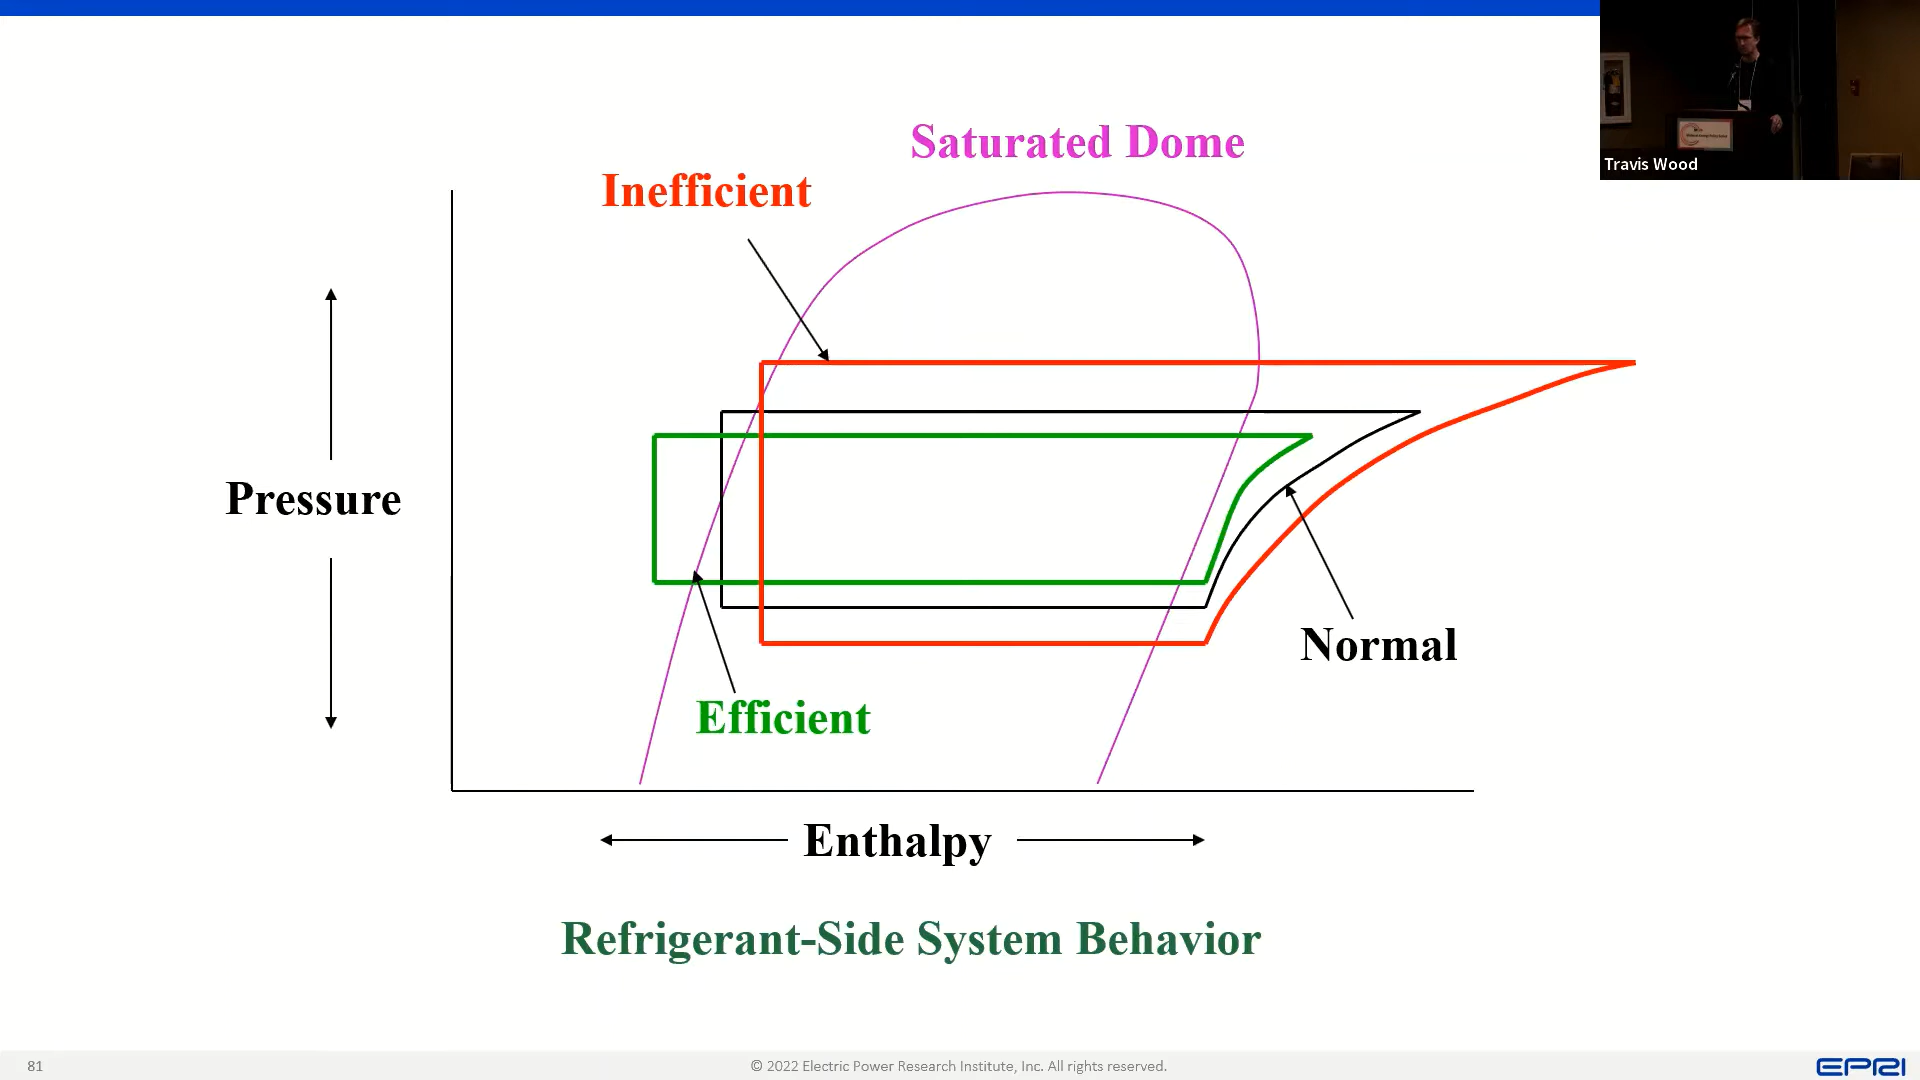 Travis Wood
Saturated Dome
Inefficient
Pressure
Normal
Efficient
Enthalpy
Refrigerant-Side System Behavior
81
© 2022 Electric Power Research Institute, Inc. All rights reserved.
EPRI